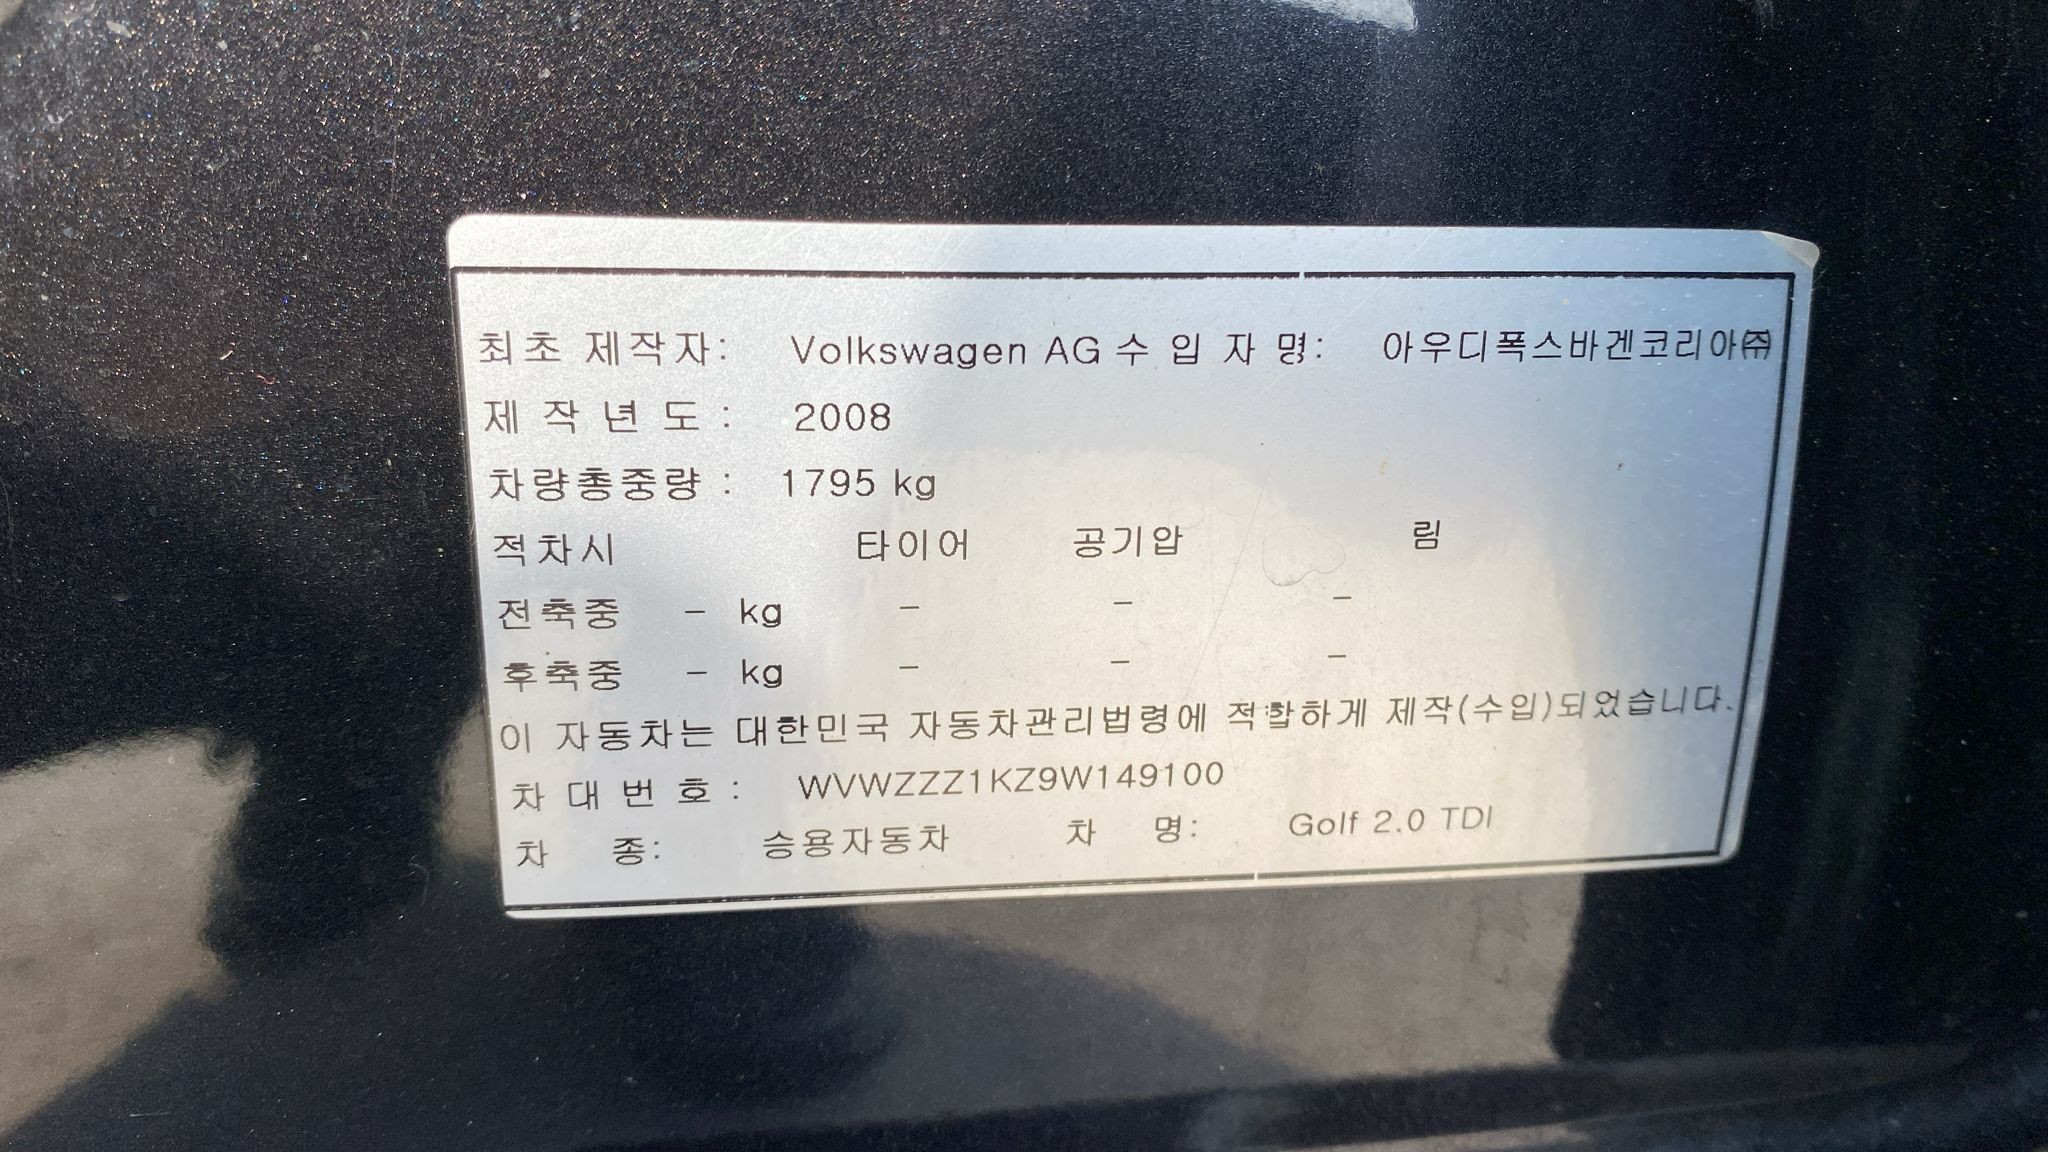 최초 제작자: Volkswagen AG 수 입 자 명: 아우디폭스바겐코리아㈜
제 작 년 도 : 2008
차량총중량 : 1795 kg
적차시 타이어 공기압 림
전축중 - kg - - -
후축중 - kg - - -
이 자동차는 대한민국 자동차관리법령에 적합하게 제작(수입)되었습니다.
차 대 번 호 : WVWZZZ1KZ9W149100
차 종: 승용자동차 차 명: Golf 2.0 TDI